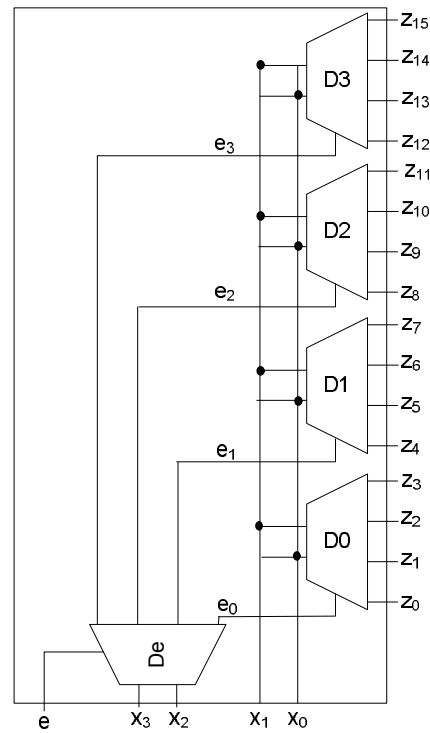 z₁₅
z₁₄
D3
z₁₃
z₁₂
e₃
z₁₁
z₁₀
D2
z₉
z₈
e₂
z₇
z₆
D1
z₅
z₄
e₁
z₃
z₂
D0
z₁
z₀
e₀
De
e x₃ x₂ x₁ x₀